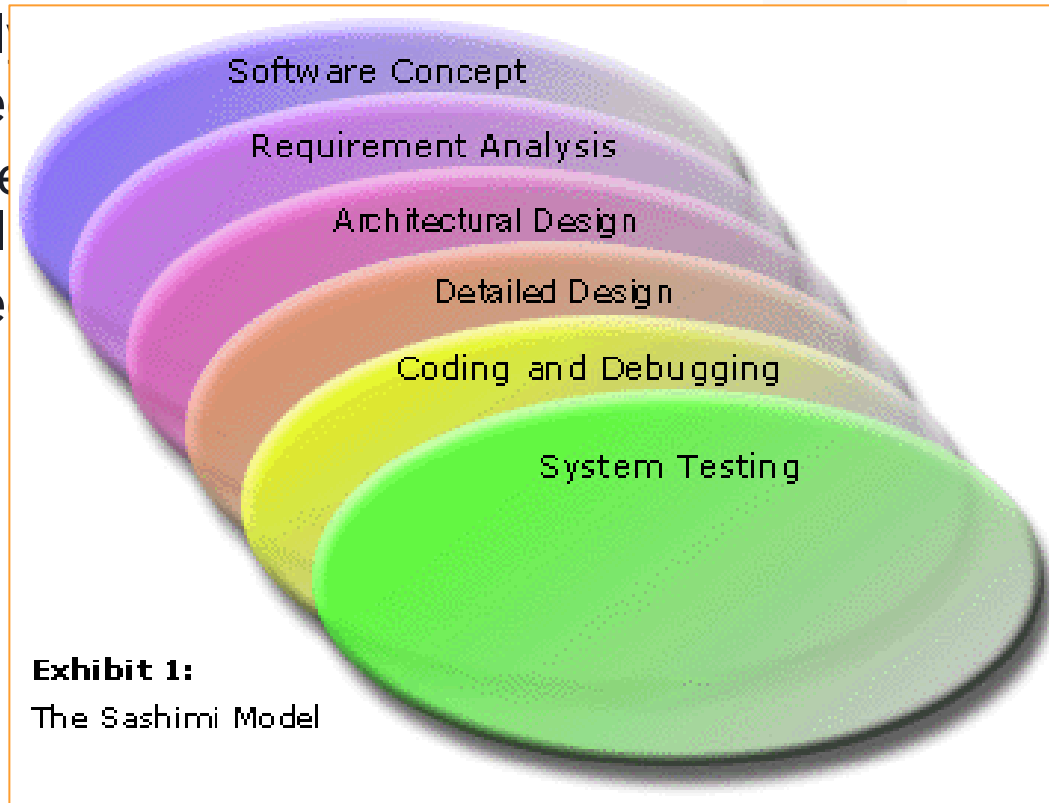 Software Concept
Requirement Analysis
Architectural Design
Detailed Design
Coding and Debugging
System Testing
Exhibit 1:
The Sashimi Model